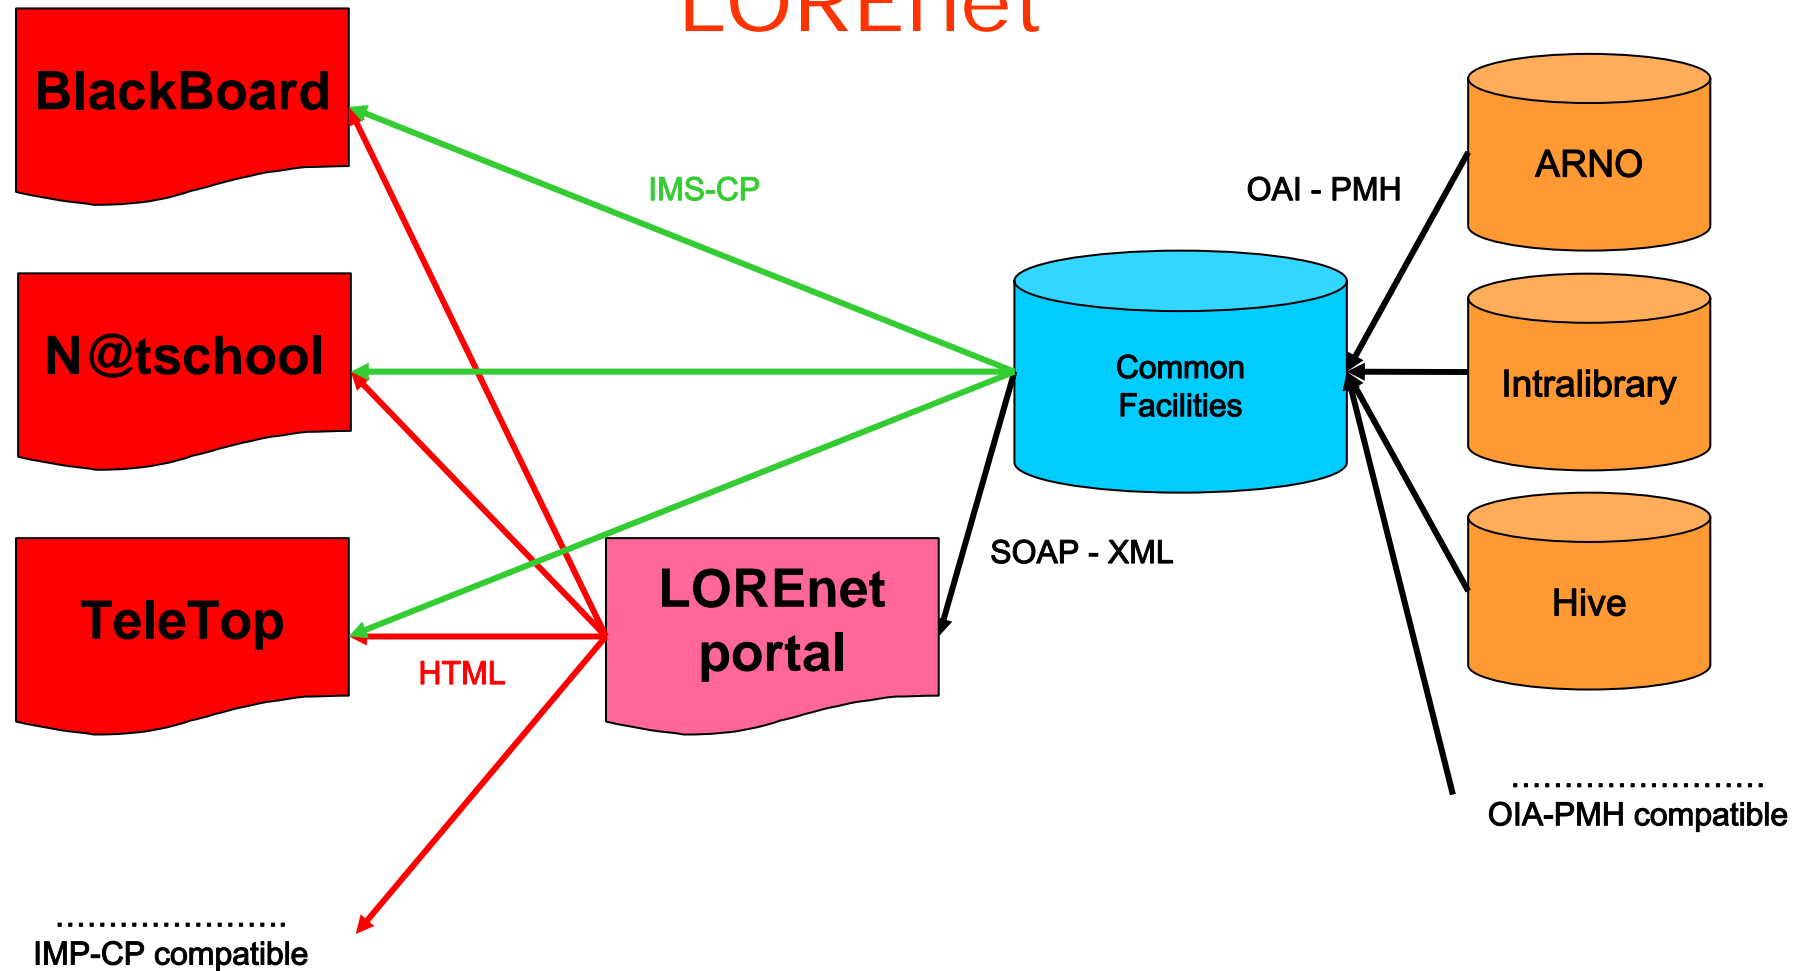 LOREnet
BlackBoard
IMS-CP
OAI - PMH
ARNO
N@tschool
Common
Facilities
Intralibrary
SOAP - XML
TeleTop
LOREnet
portal
Hive
HTML
........................
OIA-PMH compatible
......................
IMP-CP compatible